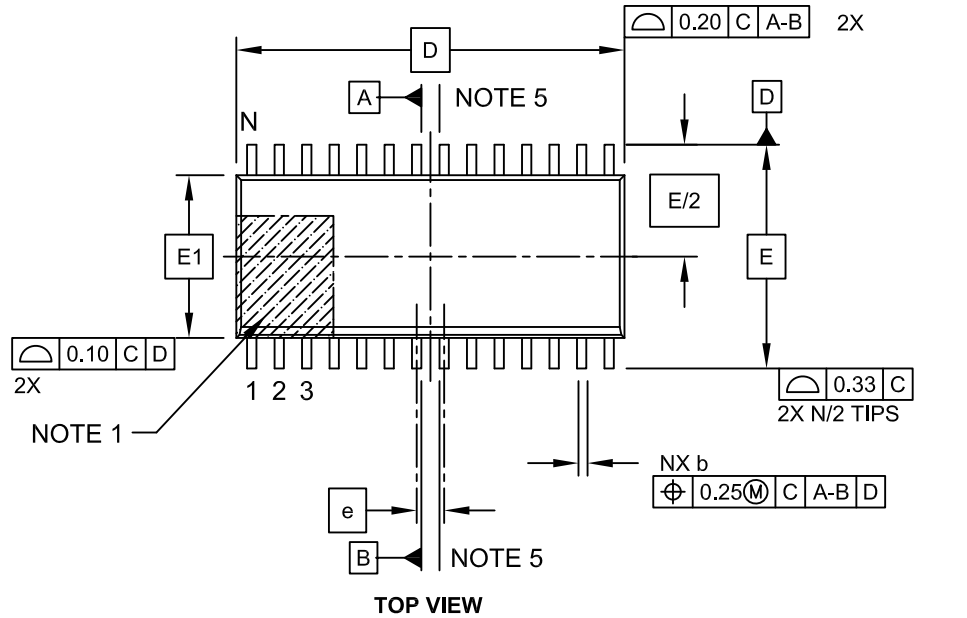 0.20 C A-B 2X
D
A NOTE 5
D
N
E/2
E1
E
0.10 C D
2X
1 2 3
0.33 C
2X N/2 TIPS
NOTE 1
NX b
0.25Ⓜ C A-B D
e
B NOTE 5
TOP VIEW